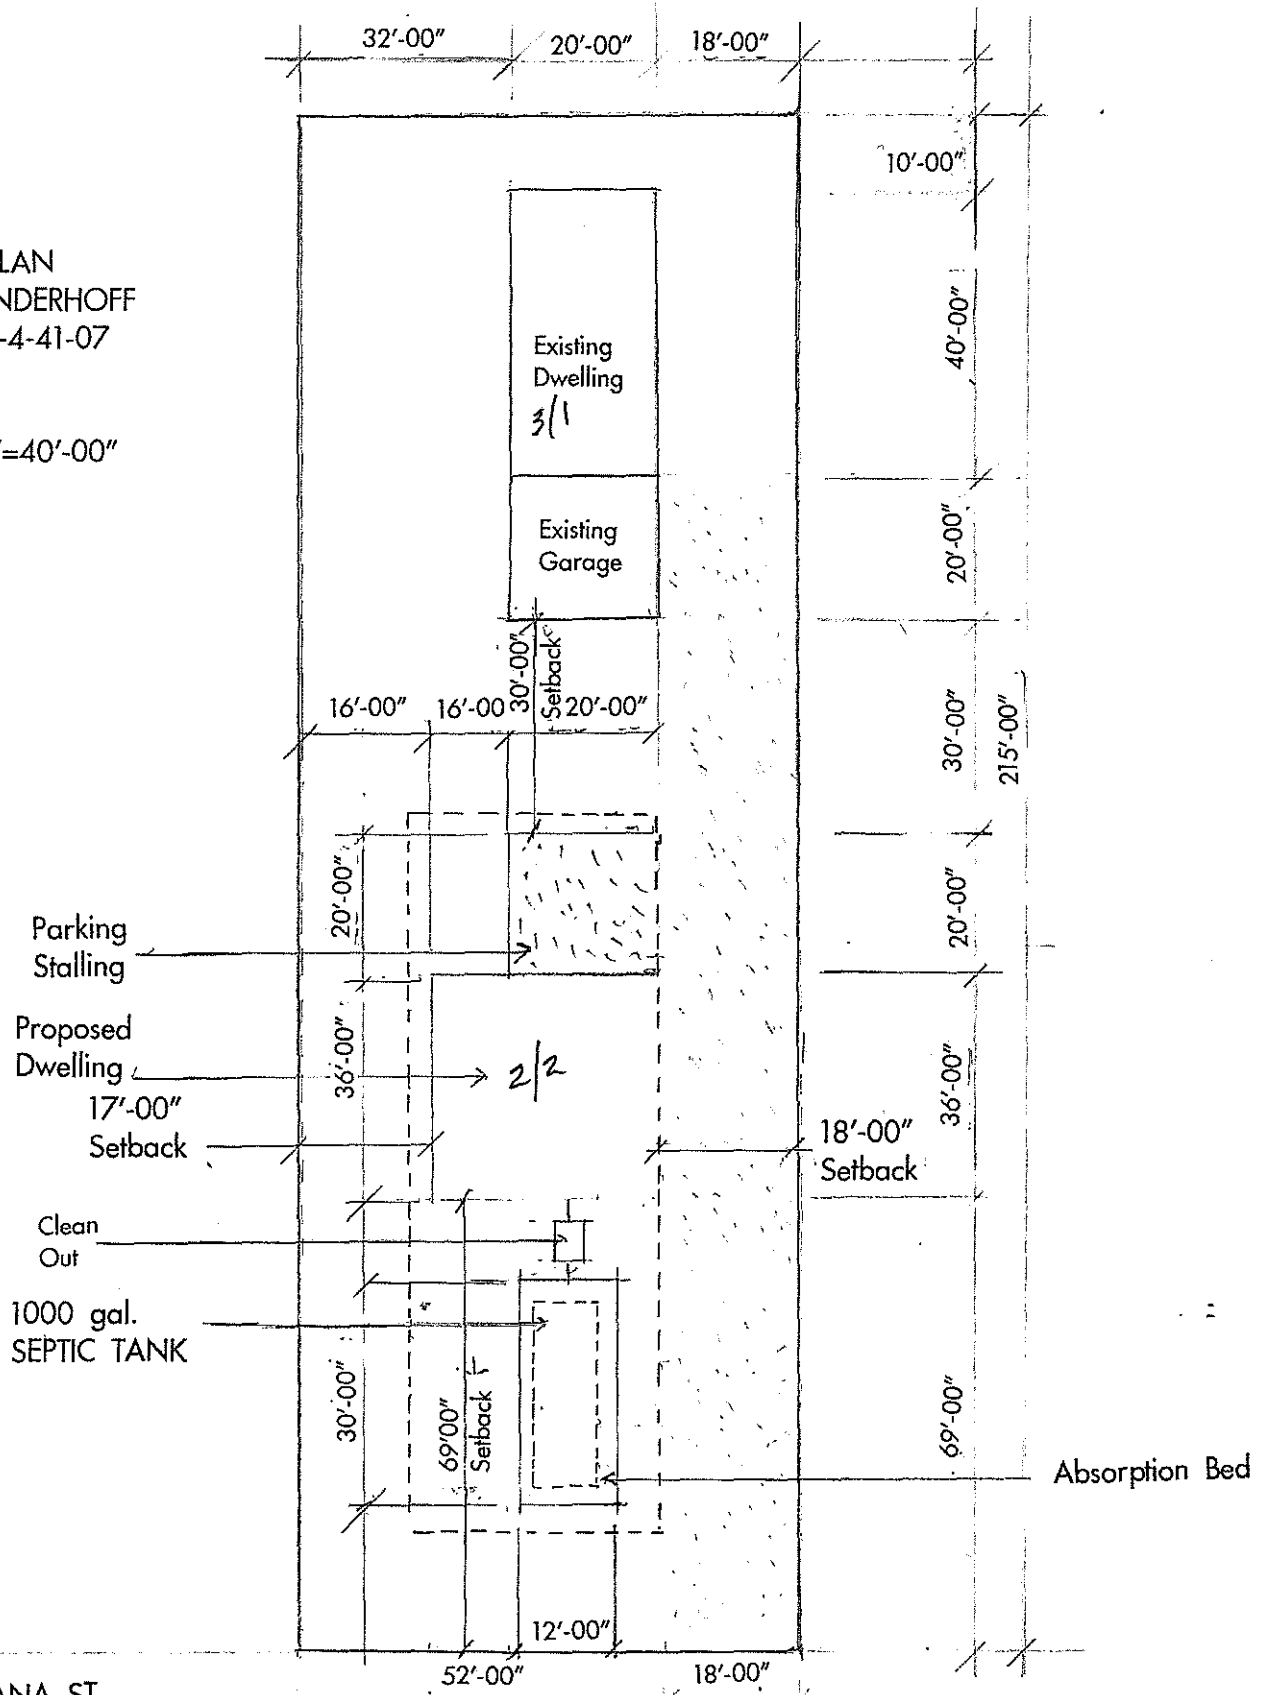 32'-00"
20'-00"
18'-00"
10'-00"
LAN
NDERHOFF
-4-41-07
=40'-00"
40'-00"
Existing
Dwelling
3/1
20'-00"
Existing
Garage
30'-00"
Setback
16'-00"
16'-00
20'-00"
30'-00"
215'-00"
20'-00"
20'-00"
Parking
Stalling
Proposed
Dwelling
2/2
36'-00"
36'-00"
17'-00"
Setback
18'-00"
Setback
Clean
Out
1000 gal.
SEPTIC TANK
30'-00"
69'00"
Setback
69'-00"
Absorption Bed
12'-00"
52'-00"
18'-00"
ANA ST